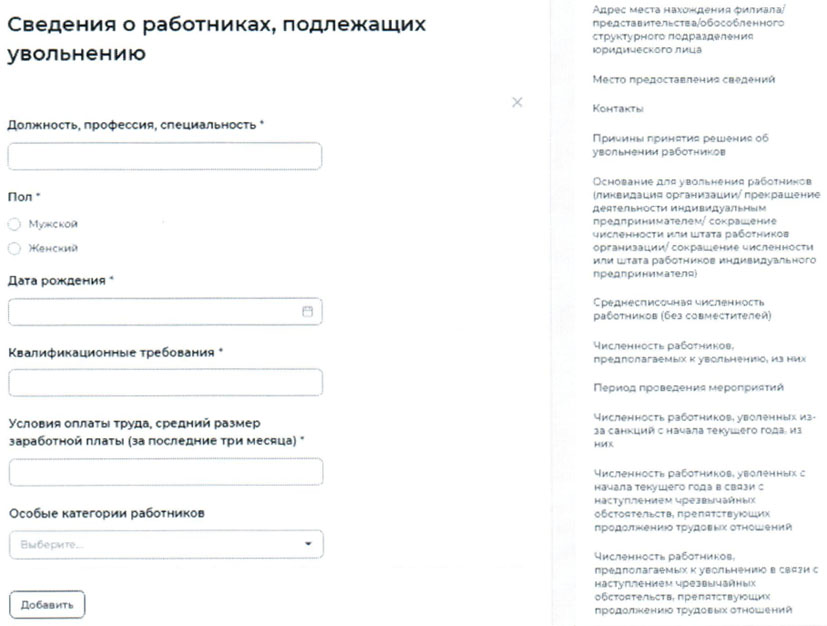 Сведения о работниках, подлежащих
увольнению
Должность, профессия, специальность *
Пол *
Мужской
Женский
Дата рождения *
Квалификационные требования *
Условия оплаты труда, средний размер
заработной платы (за последние три месяца) *
Особые категории работников
Выберите...
Добавить
Адрес места нахождения филиала/
представительства/обособленного
структурного подразделения
юридического лица
Место предоставления сведений
Контакты
Причины принятия решения об
увольнении работников
Основание для увольнения работников
(ликвидация организации/ прекращение
деятельности индивидуальным
предпринимателем/ сокращение
численности или штата работников
организации/ сокращение численности
или штата работников индивидуального
предпринимателя)
Среднесписочная численность
работников (без совместителей)
Численность работников,
предполагаемых к увольнению, из них
Период проведения мероприятий
Численность работников, уволенных из-
за санкций с начала текущего года, из
них
Численность работников, уволенных с
начала текущего года в связи с
наступлением чрезвычайных
обстоятельств, препятствующих
продолжению трудовых отношений
Численность работников,
предполагаемых к увольнению в связи с
наступлением чрезвычайных
обстоятельств, препятствующих
продолжению трудовых отношений